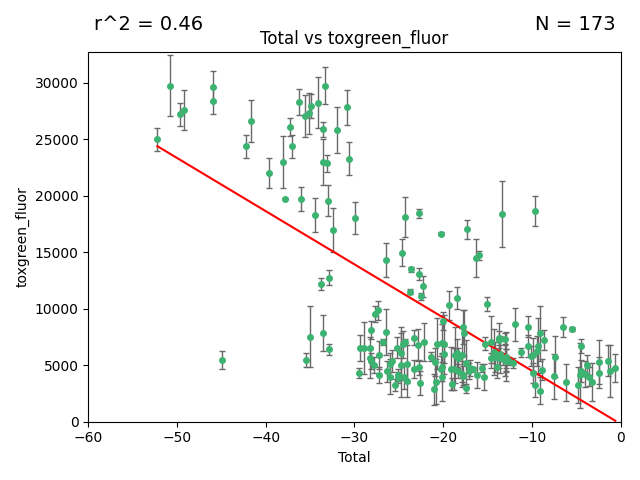 r^2 = 0.46
N = 173
Total vs toxgreen_fluor
30000
25000
20000
15000
10000
5000
0
toxgreen_fluor
−60
−50
−40
−30
−20
−10
0
Total